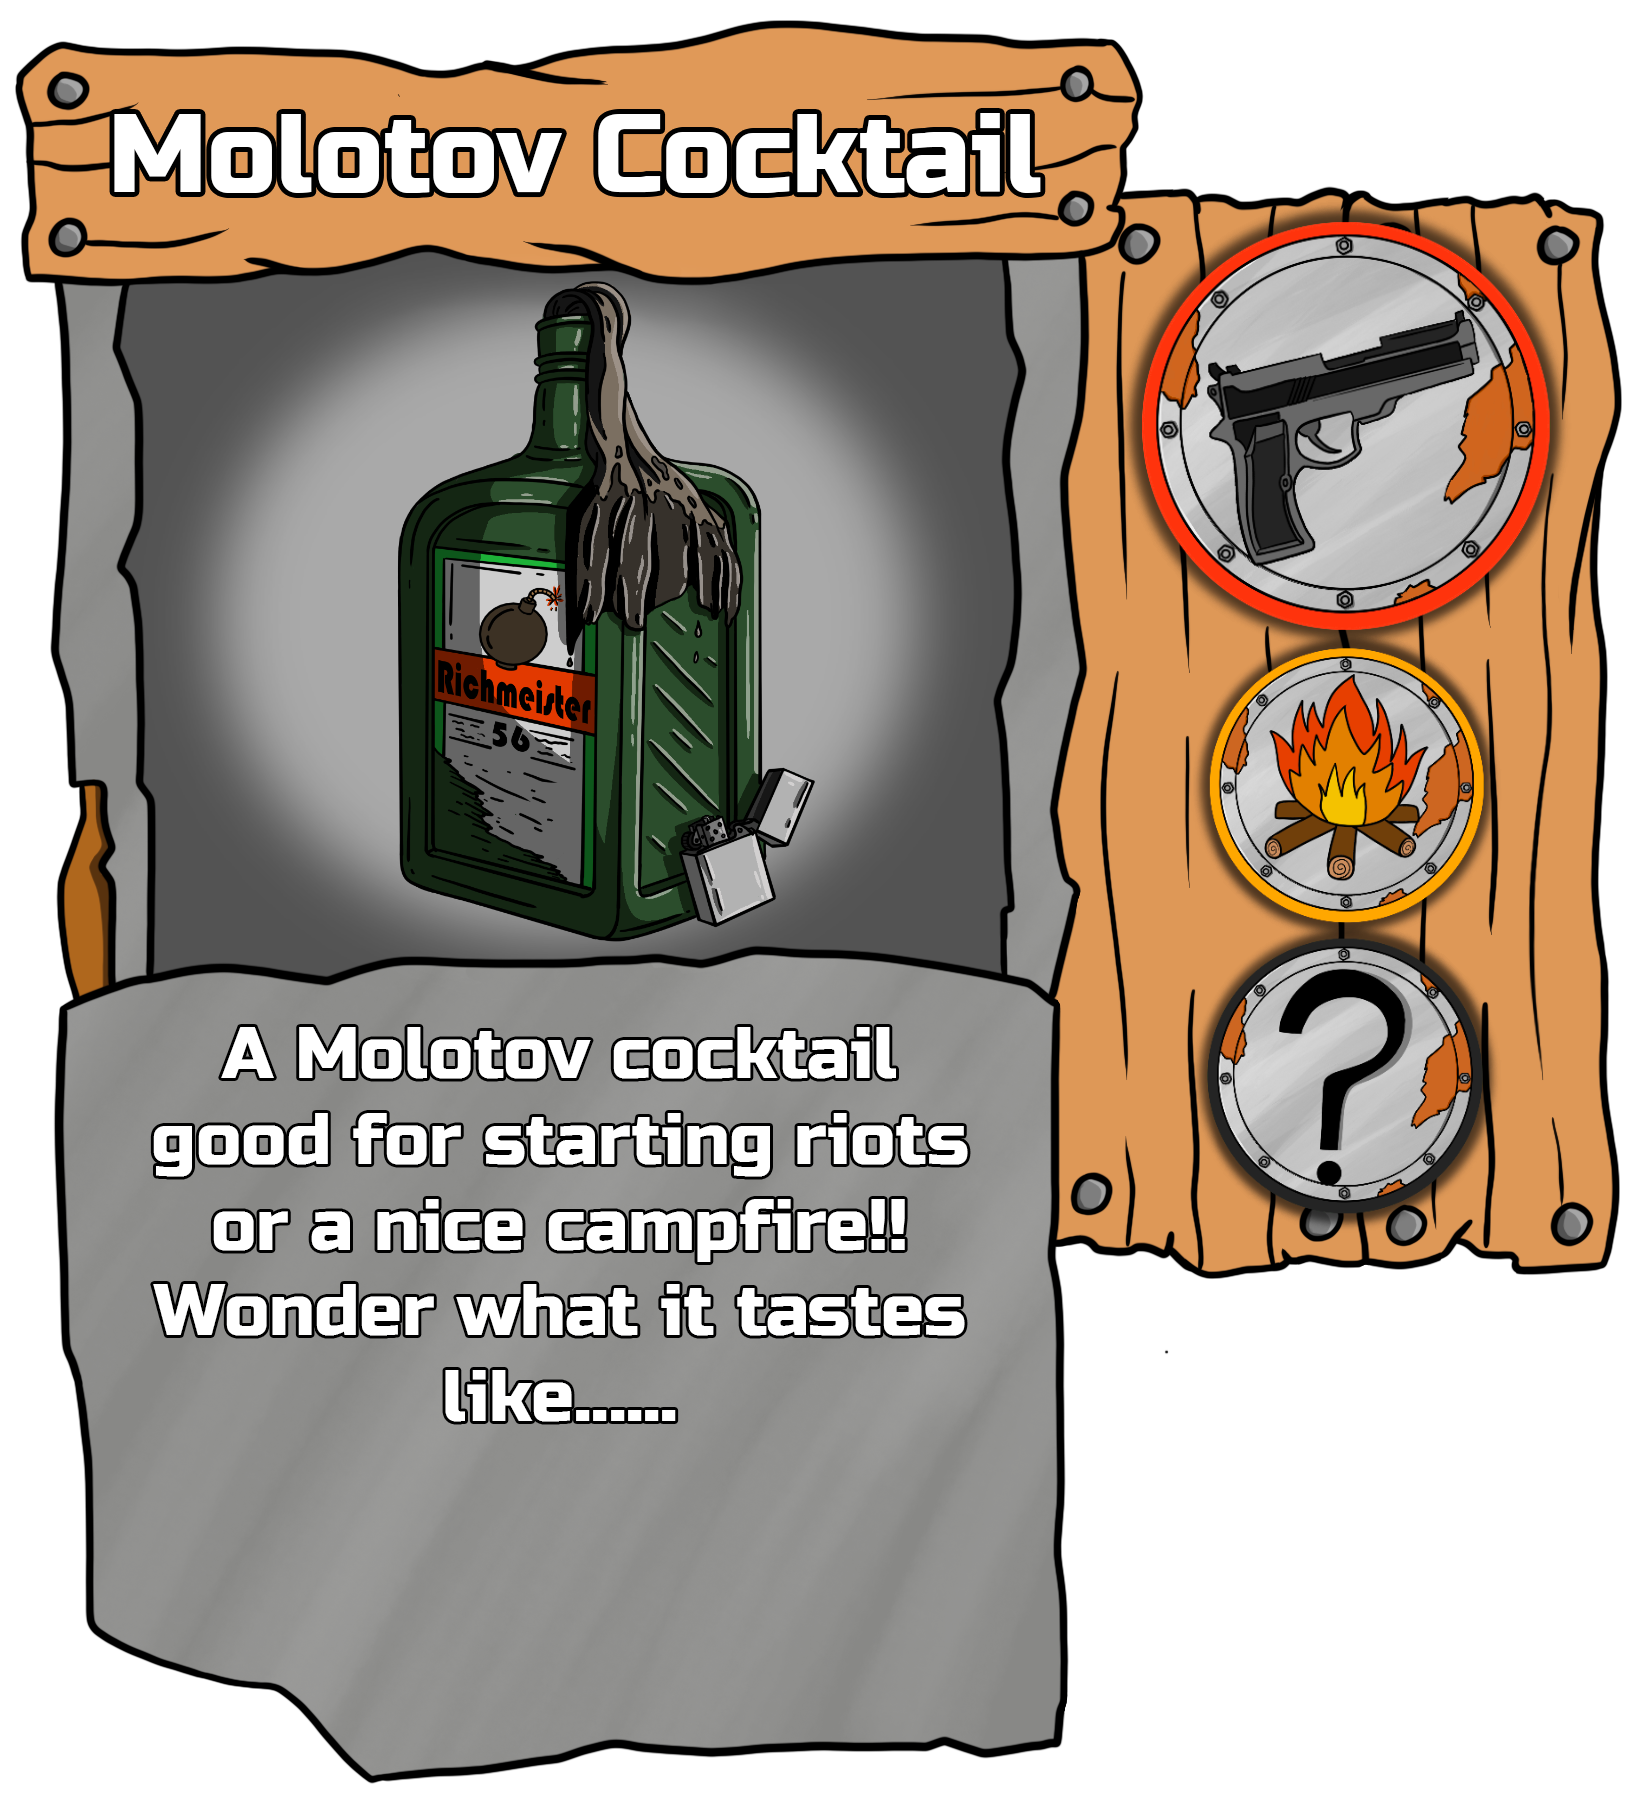 Molotov Cocktail
Richmeister
56
A Molotov cocktail
good for starting riots
or a nice campfire!!
Wonder what it tastes
like......
?